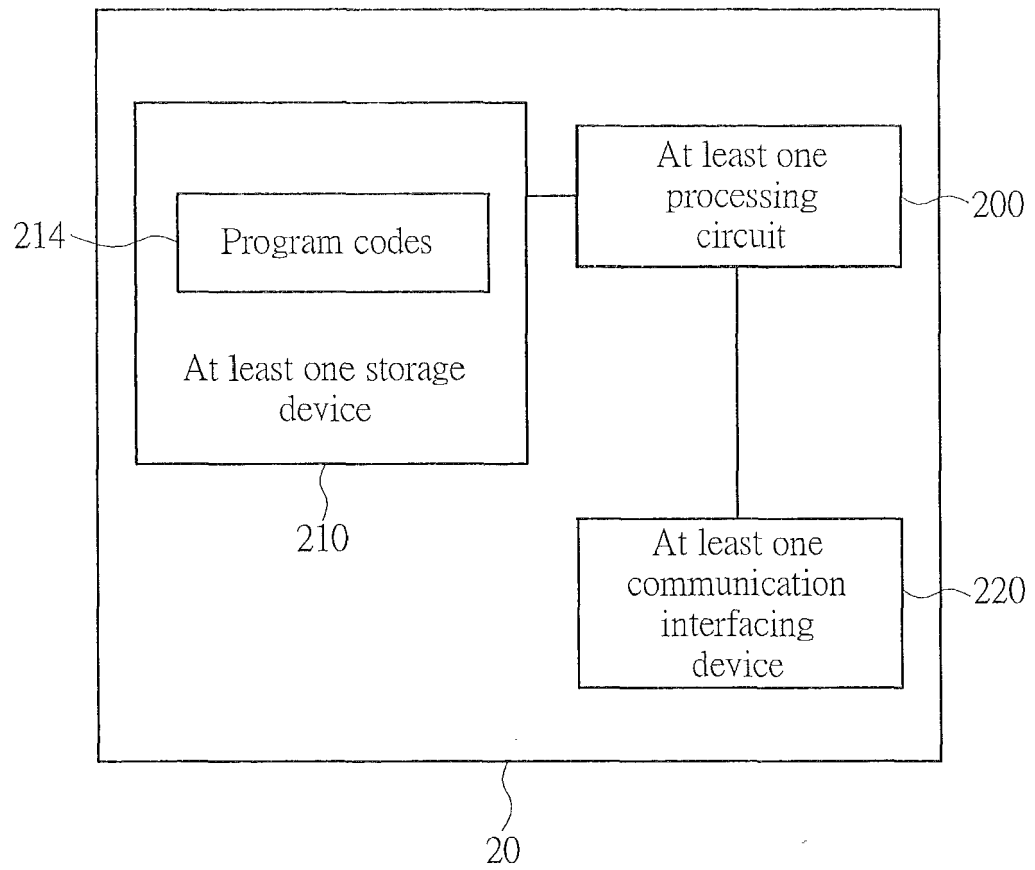 At least one
processing
circuit
200
214
Program codes
At least one storage
device
210
At least one
communication
interfacing
device
220
20